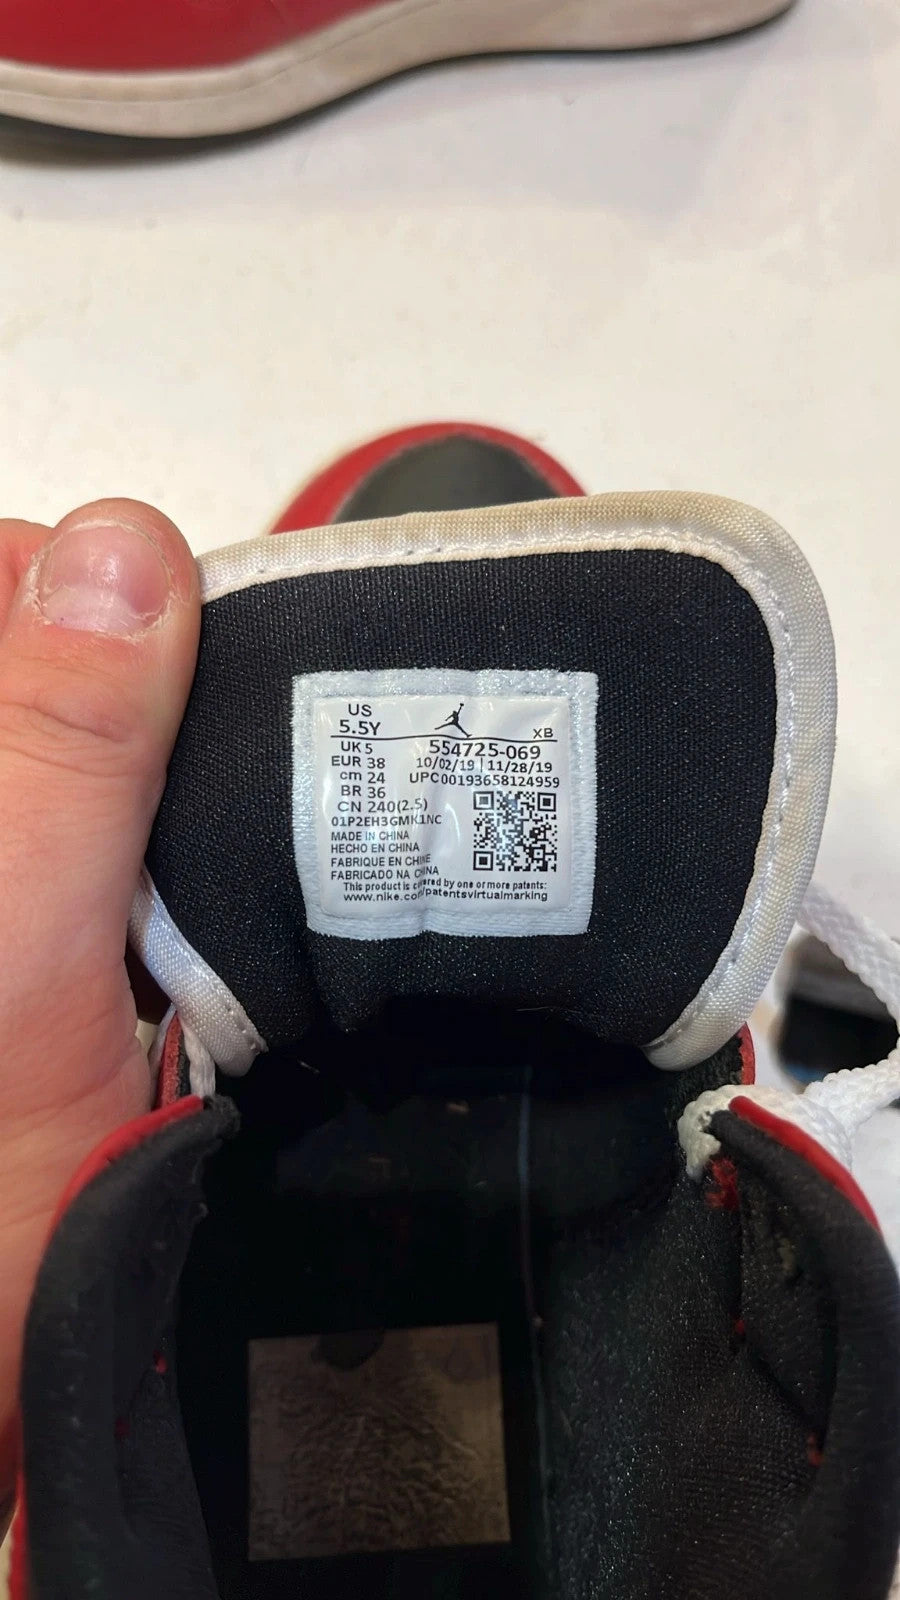 US
5.5Y
XB
UK 5
554725-069
EUR 38
10/02/19 | 11/28/19
cm 24
UPC 00193658124959
BR 36
CN 240(2.5)
01P2EH3GMK1NC
MADE IN CHINA
HECHO EN CHINA
FABRIQUE EN CHINE
FABRICADO NA CHINA
This product is by one or more patents:
www.nike. /patentsvirtualmarking